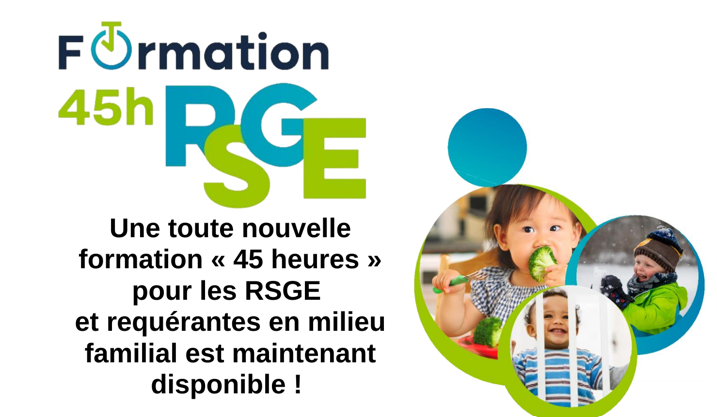 Formation
45h RSGE
Une toute nouvelle
formation « 45 heures »
pour les RSGE
et requérantes en milieu
familial est maintenant
disponible !